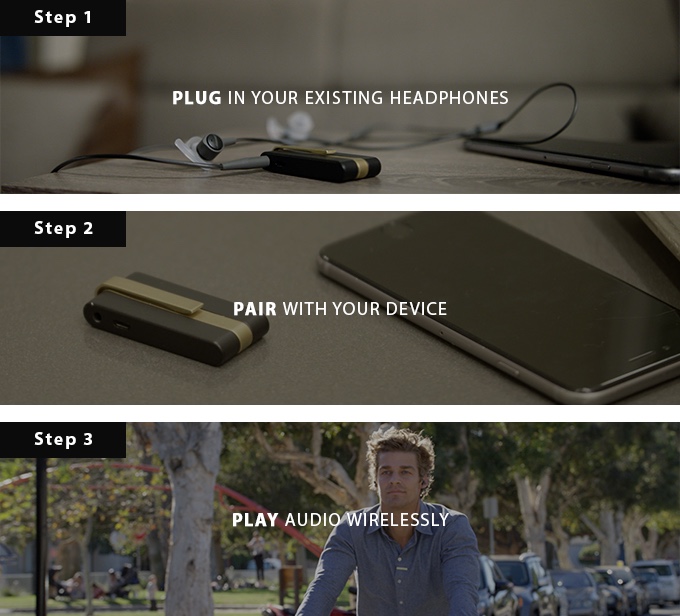 Step 1
PLUG IN YOUR EXISTING HEADPHONES
Step 2
PAIR WITH YOUR DEVICE
Step 3
PLAY AUDIO WIRELESSLY